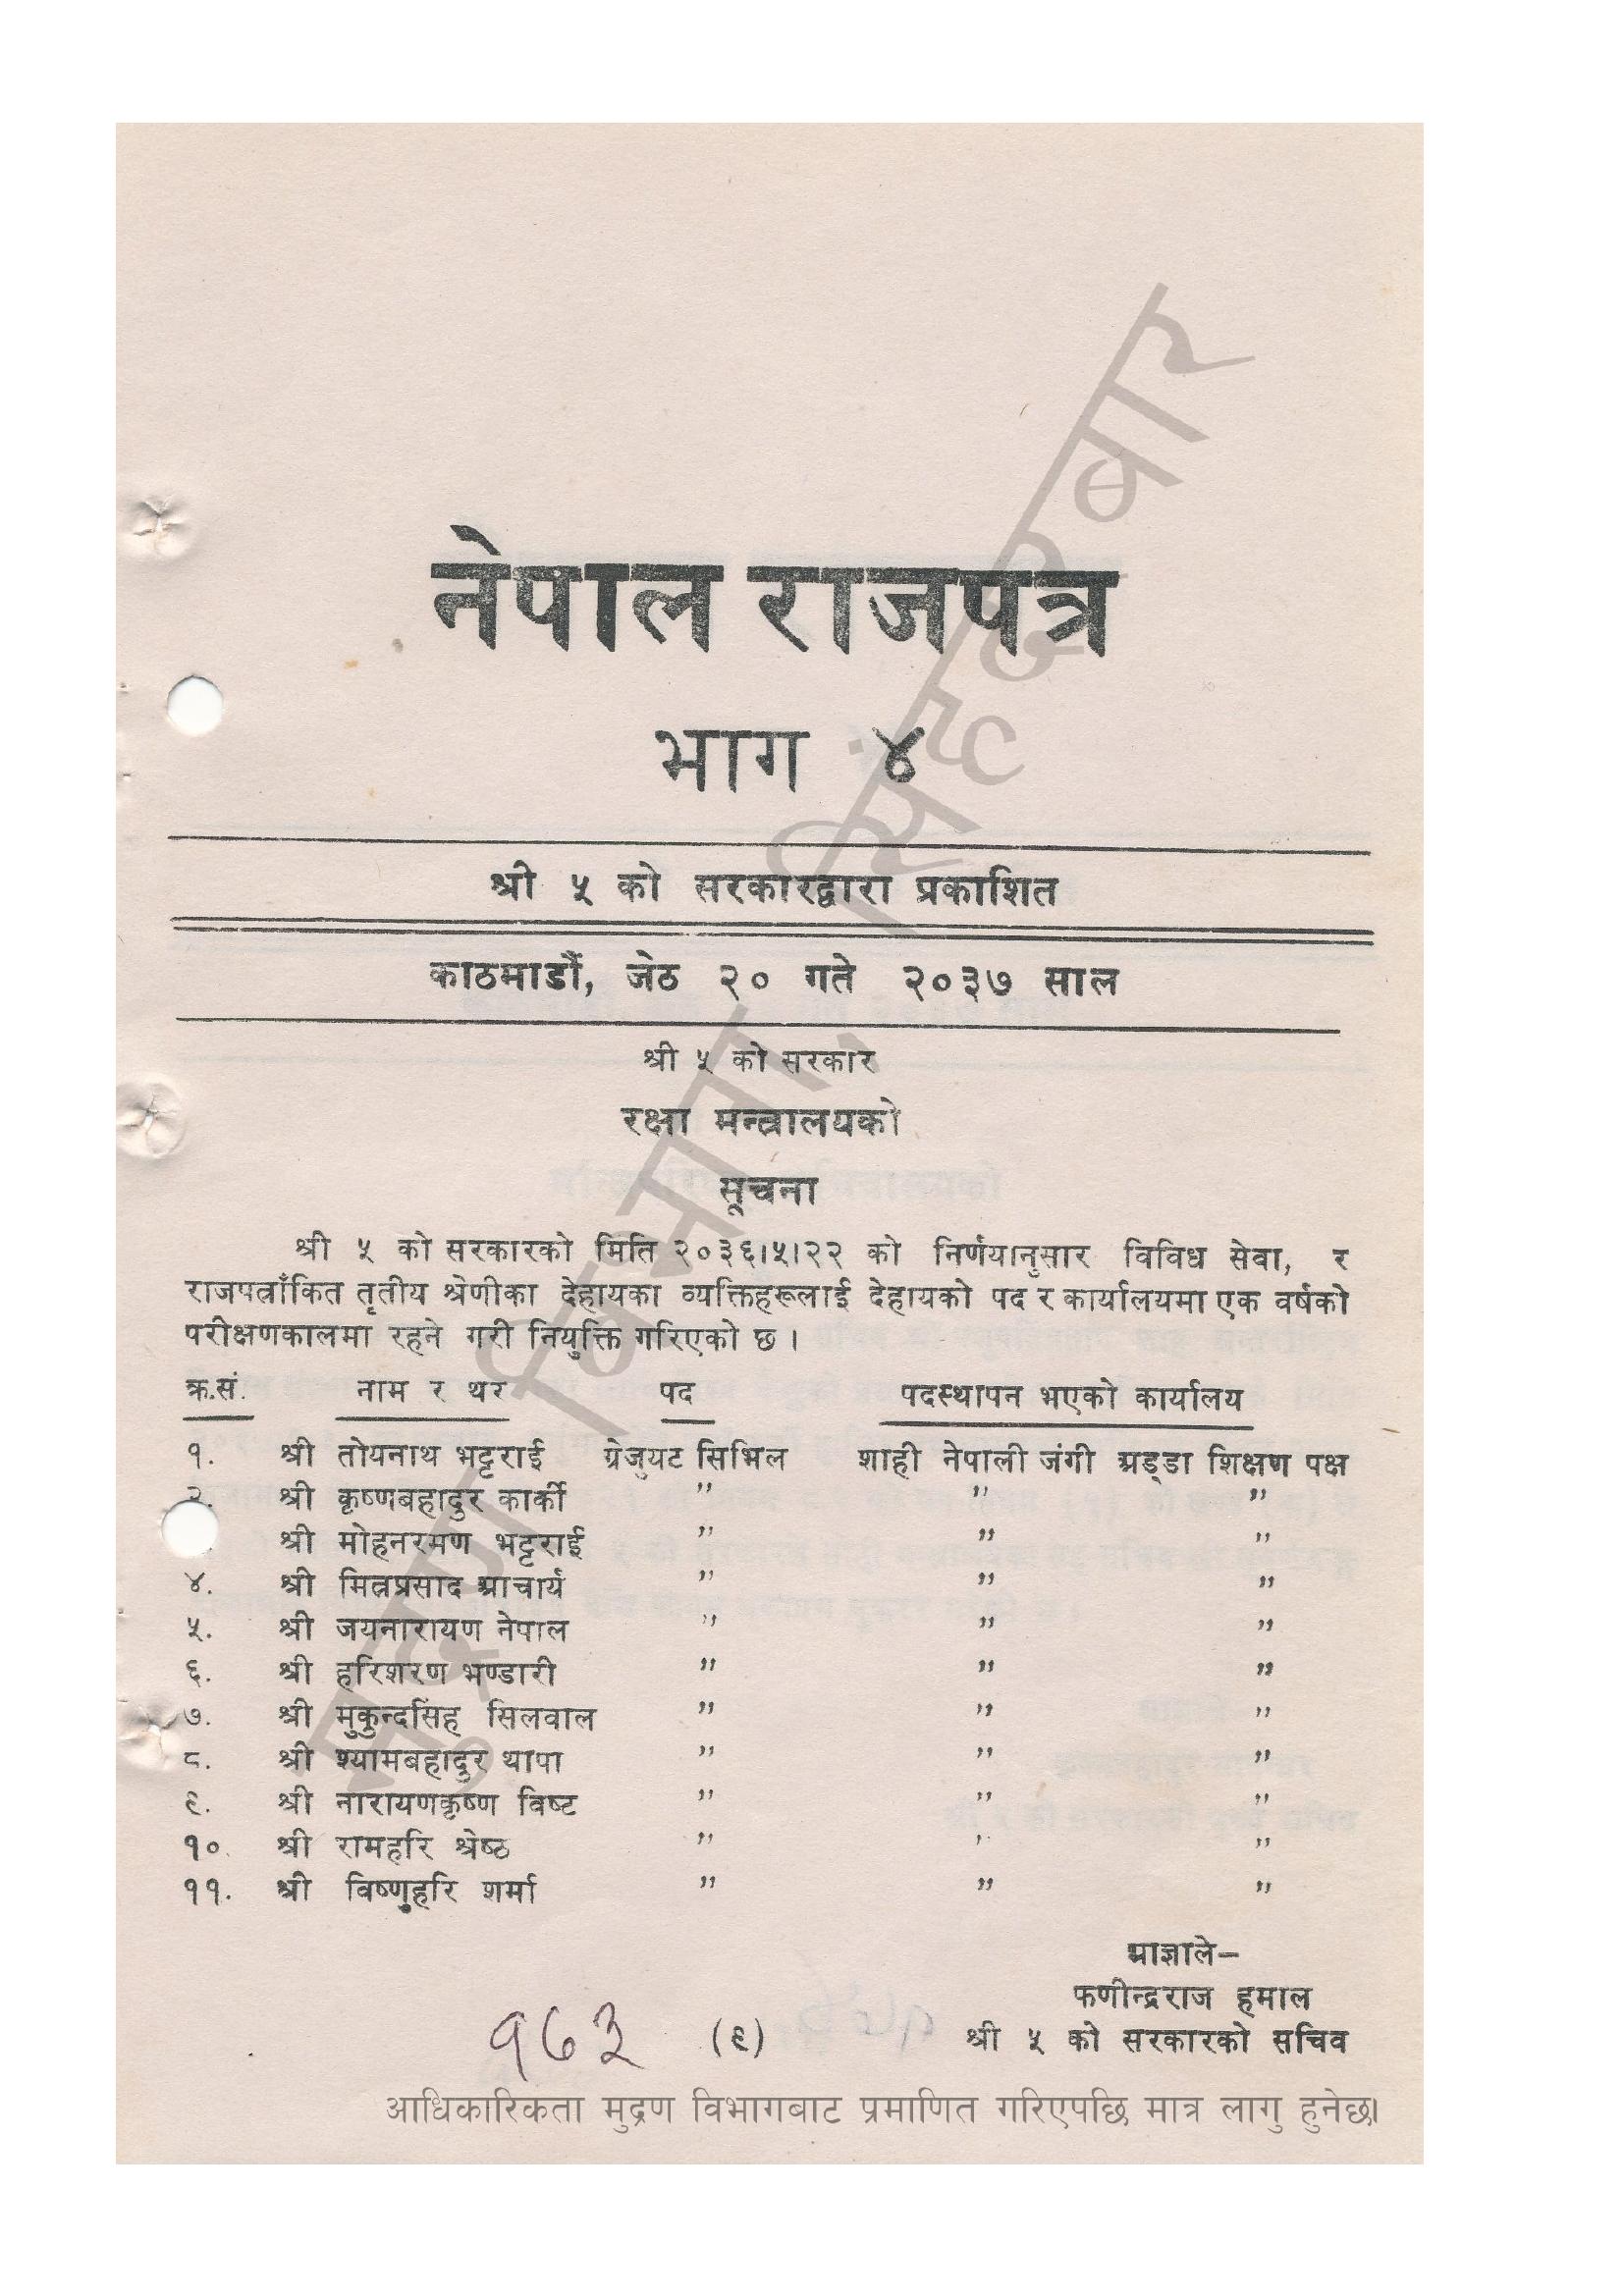 नेपाल राजपत्र
भाग ४
श्री ५ को सरकारद्वारा प्रकाशित
काठमाडौं, जेठ २० गते २०३७ साल
श्री ५ को सरकार
रक्षा मन्त्रालयको
सूचना
श्री ५ को सरकारको मिति २०३६।५।२२ को निर्णयानुसार विविध सेवा, र
राजपत्राँकित तृतीय श्रेणीका देहायका व्यक्तिहरूलाई देहायको पद र कार्यालयमा एक वर्षको
परीक्षणकालमा रहने गरी नियुक्ति गरिएको छ ।
क्र.सं. नाम र थर पद पदस्थापन भएको कार्यालय
१. श्री तोयनाथ भट्टराई ग्रेजुयट सिभिल शाही नेपाली जंगी अड्डा शिक्षण पक्ष
२. श्री कृष्णबहादुर कार्की ” ” ”
श्री मोहनरमण भट्टराई ” ” ”
४. श्री मित्रप्रसाद आचार्य ” ” ”
५. श्री जयनारायण नेपाल ” ” ”
६. श्री हरिशरण भण्डारी ” ” ”
७. श्री मुकुन्दसिंह सिलवाल ” ” ”
८. श्री श्यामबहादुर थापा ” ” ”
९. श्री नारायणकृष्ण विष्ट ” ” ”
१०. श्री रामहरि श्रेष्ठ ” ” ”
११. श्री विष्णुहरि शर्मा ” ” ”
आज्ञाले—
फणीन्द्रराज हमाल
१७३ (९) श्री ५ को सरकारको सचिव
आधिकारिकता मुद्रण विभागबाट प्रमाणित गरिएपछि मात्र लागु हुनेछ।
मुद्रण विभाग, सिंहदरबार